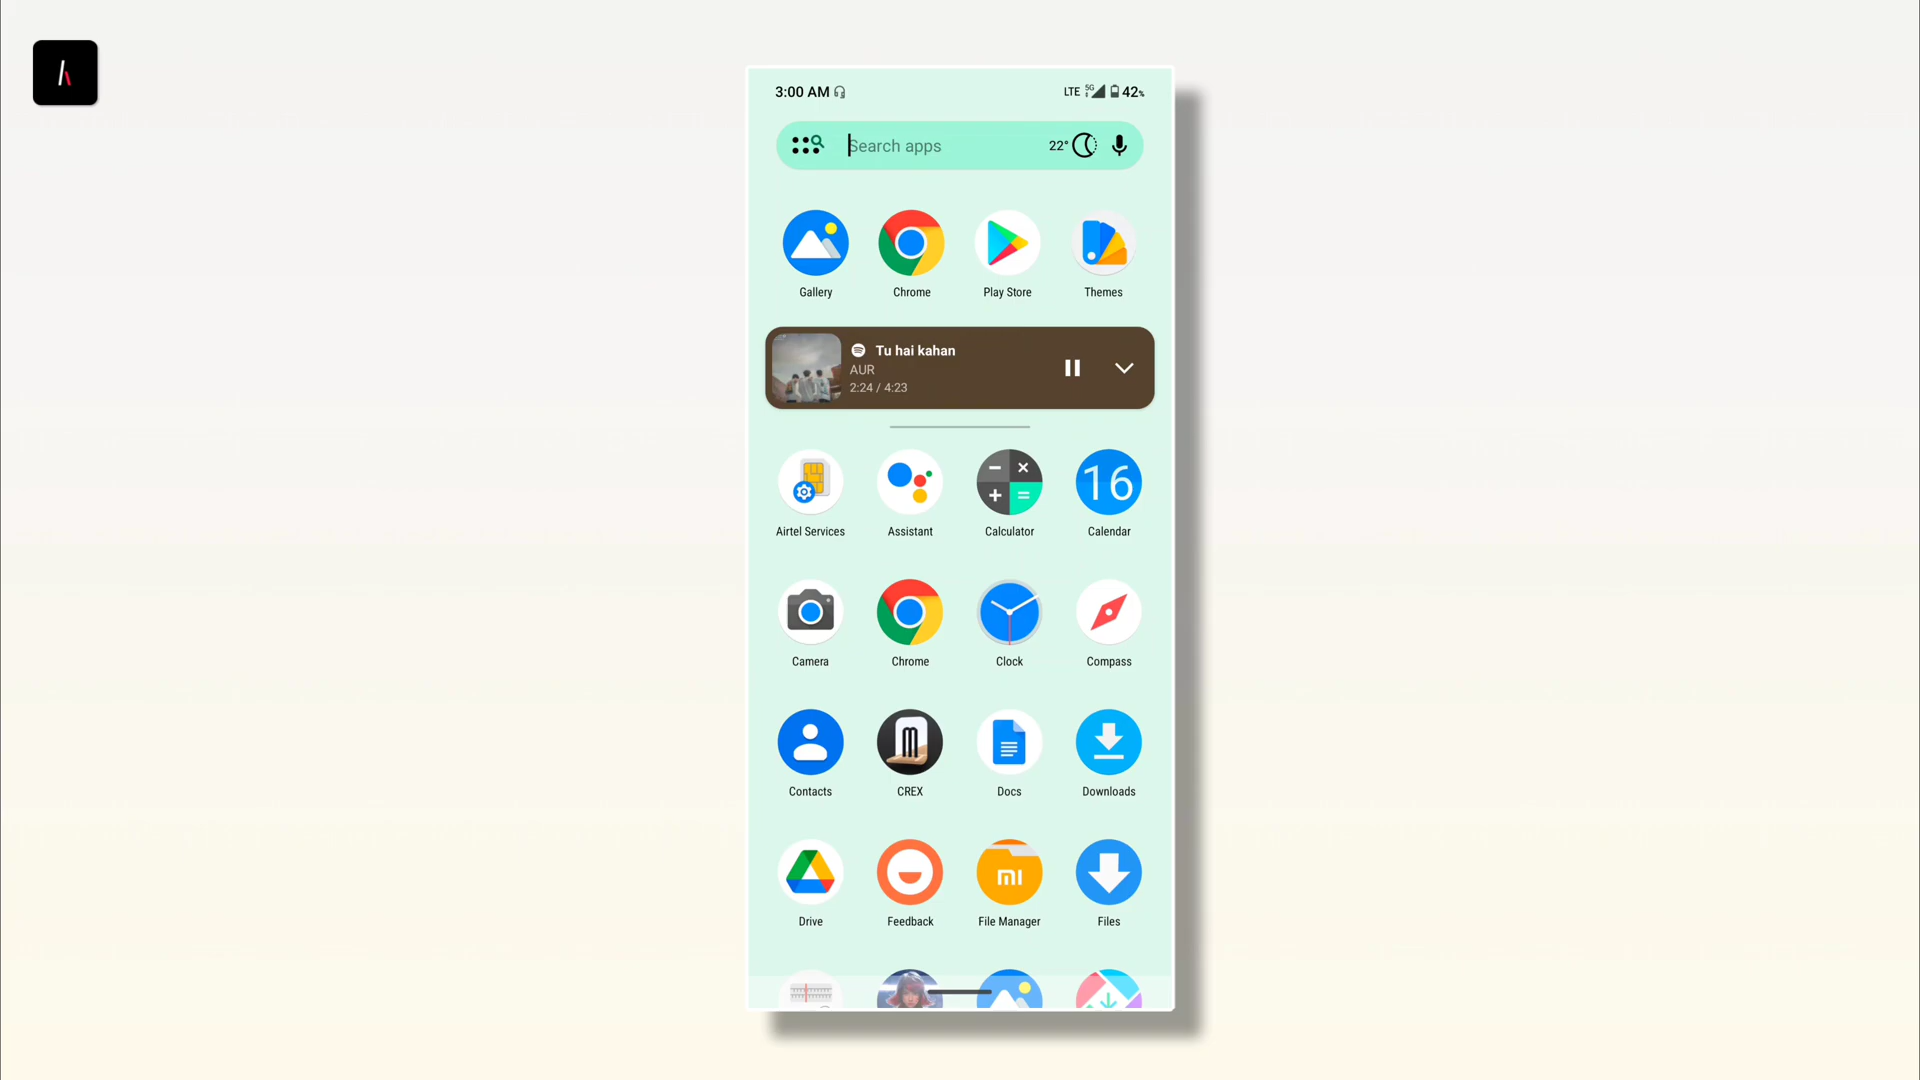 3:00 AM
LTE 5G 42%
Search apps
22°
Gallery Chrome Play Store Themes
Tu hai kahan
AUR
2:24 / 4:23
16
Airtel Services Assistant Calculator Calendar
Camera Chrome Clock Compass
Contacts CREX Docs Downloads
mi
Drive Feedback File Manager Files